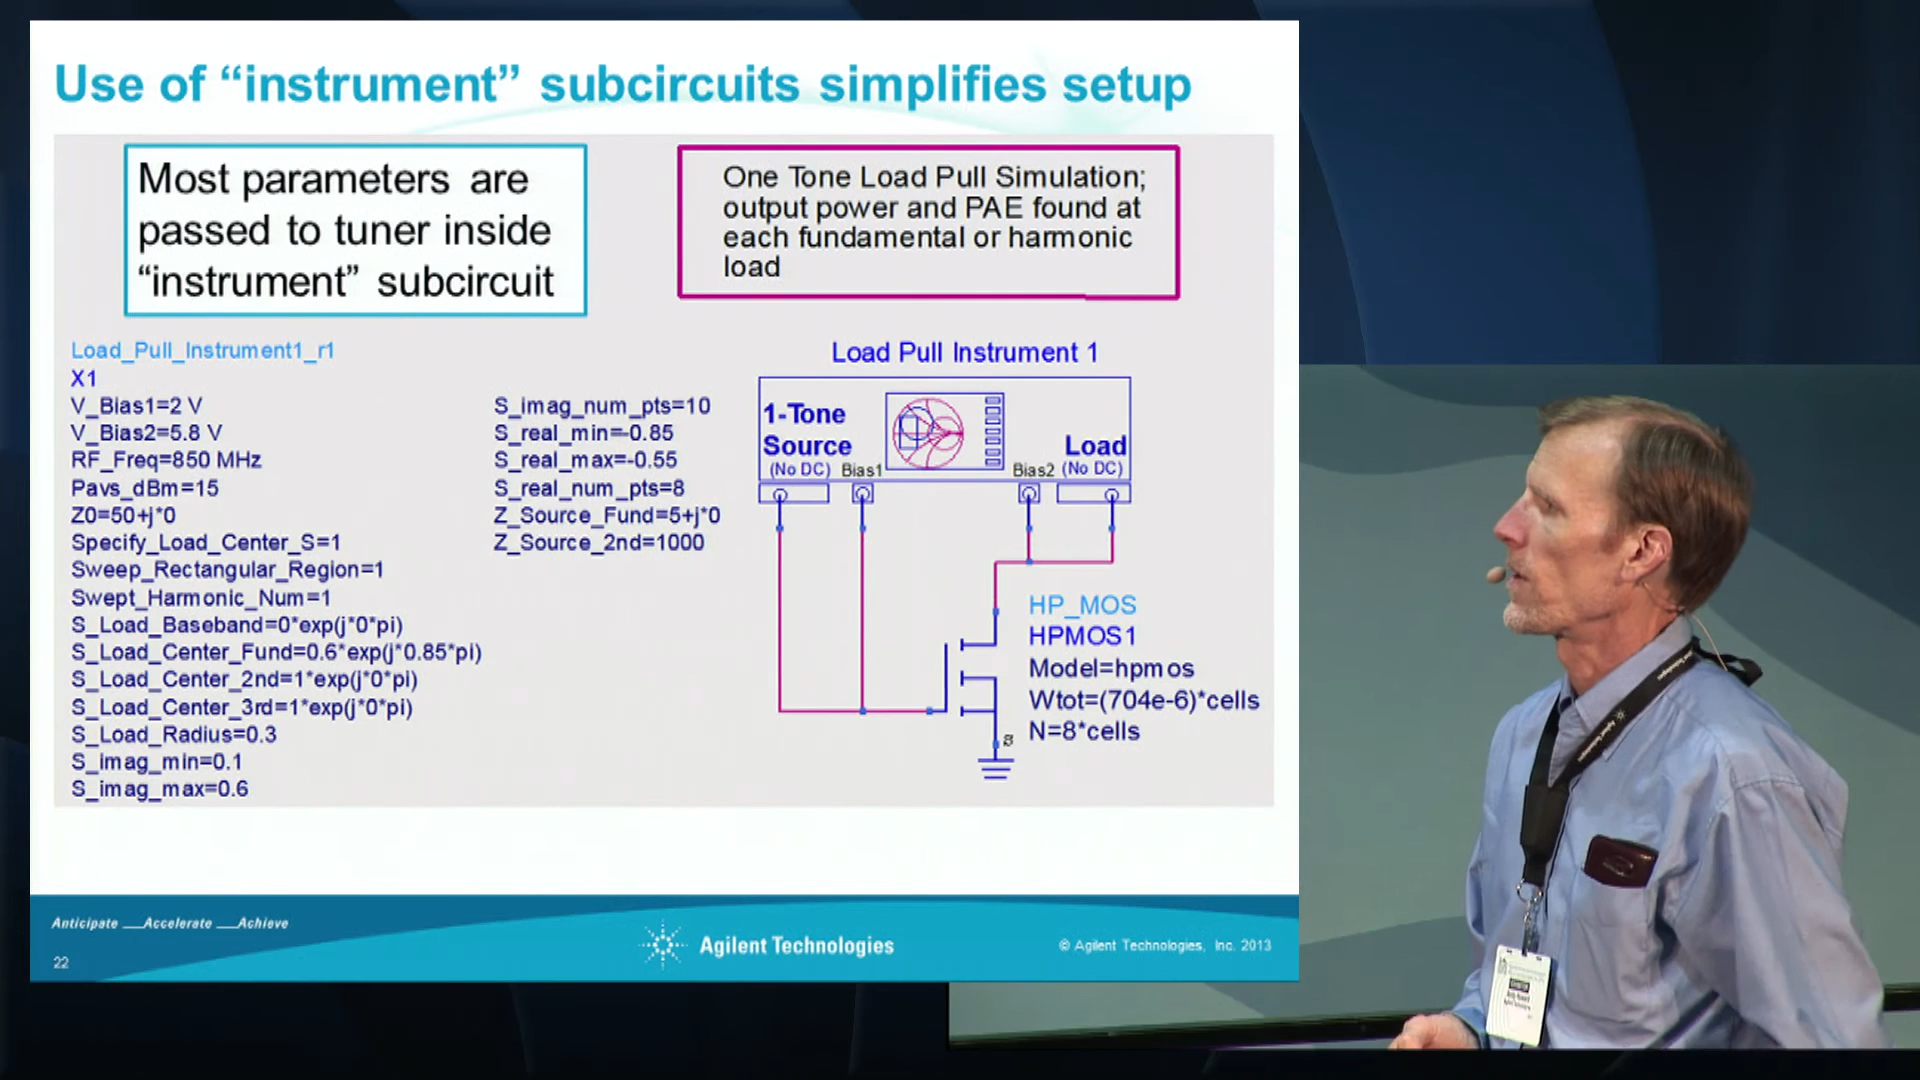 Use of “instrument” subcircuits simplifies setup
Most parameters are
passed to tuner inside
“instrument” subcircuit
One Tone Load Pull Simulation;
output power and PAE found at
each fundamental or harmonic
load
Load_Pull_Instrument1_r1
X1
V_Bias1=2 V
V_Bias2=5.8 V
RF_Freq=850 MHz
Pavs_dBm=15
Z0=50+j*0
Specify_Load_Center_S=1
Sweep_Rectangular_Region=1
Swept_Harmonic_Num=1
S_Load_Baseband=0*exp(j*0*pi)
S_Load_Center_Fund=0.6*exp(j*0.85*pi)
S_Load_Center_2nd=1*exp(j*0*pi)
S_Load_Center_3rd=1*exp(j*0*pi)
S_Load_Radius=0.3
S_imag_min=0.1
S_imag_max=0.6
S_imag_num_pts=10
S_real_min=-0.85
S_real_max=-0.55
S_real_num_pts=8
Z_Source_Fund=5+j*0
Z_Source_2nd=1000
Load Pull Instrument 1
1-Tone
Source
(No DC)
Bias1
Load
Bias2
(No DC)
HP_MOS
HPMOS1
Model=hpmos
Wtot=(704e-6)*cells
N=8*cells
s
Anticipate __Accelerate __Achieve
Agilent Technologies
© Agilent Technologies, Inc. 2013
22